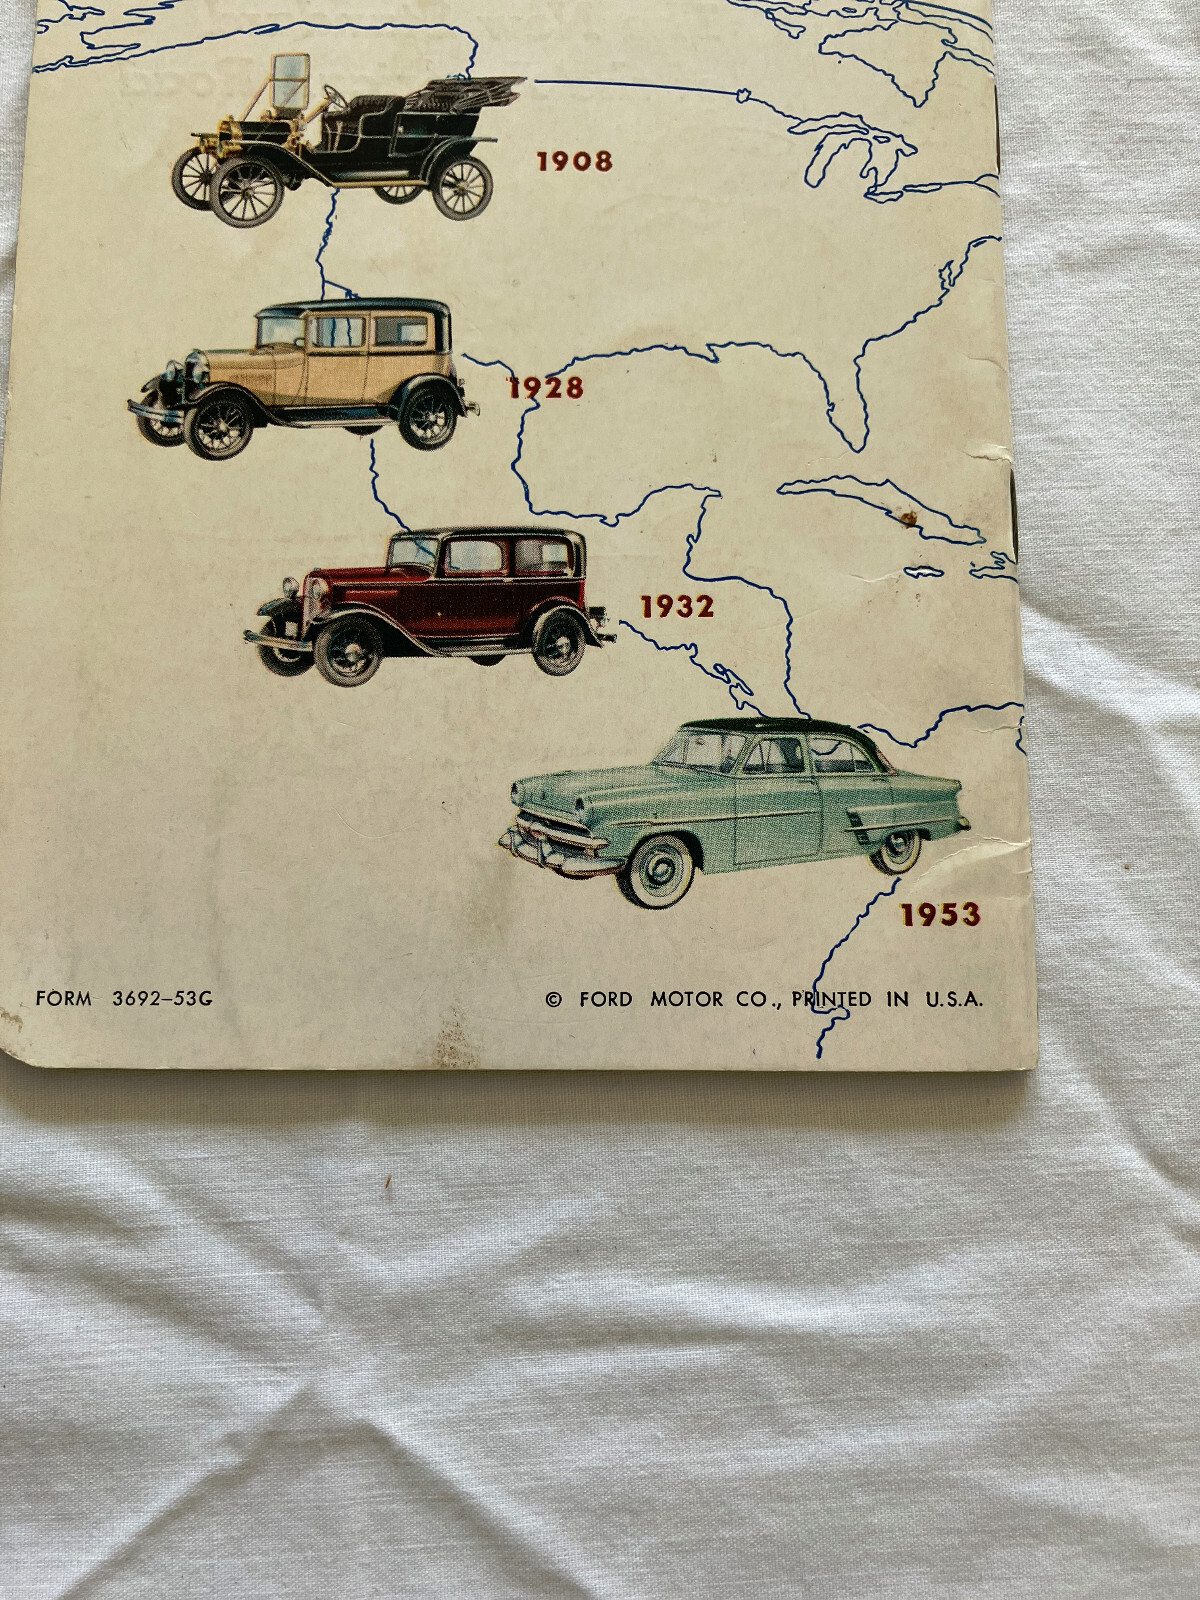 1908
1928
1932
1953
FORM 3692-53G
© FORD MOTOR CO., PRINTED IN U.S.A.